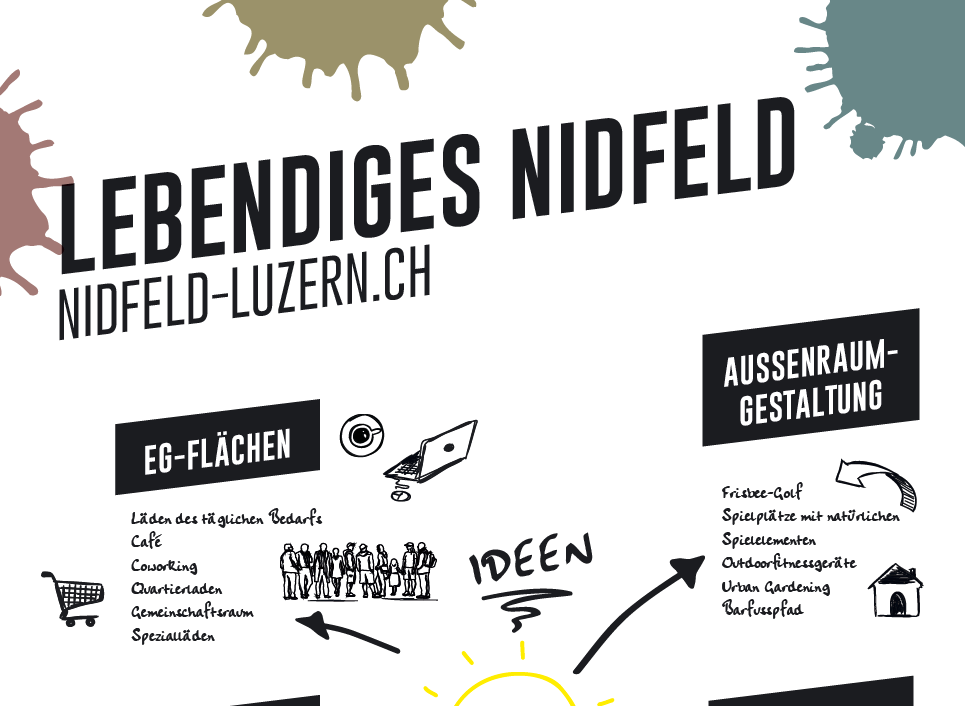 LEBENDIGES NIDFELD
NIDFELD-LUZERN.CH
AUSSENRAUM-
GESTALTUNG
EG-FLÄCHEN
Läden des täglichen Bedarfs
Café
Coworking
Quartierladen
Gemeinschaftsraum
Spezialläden
IDEEN
Frisbee-Golf
Spielplätze mit natürlichen
Spielelementen
Outdoorfitnessgeräte
Urban Gardening
Barfusspfad